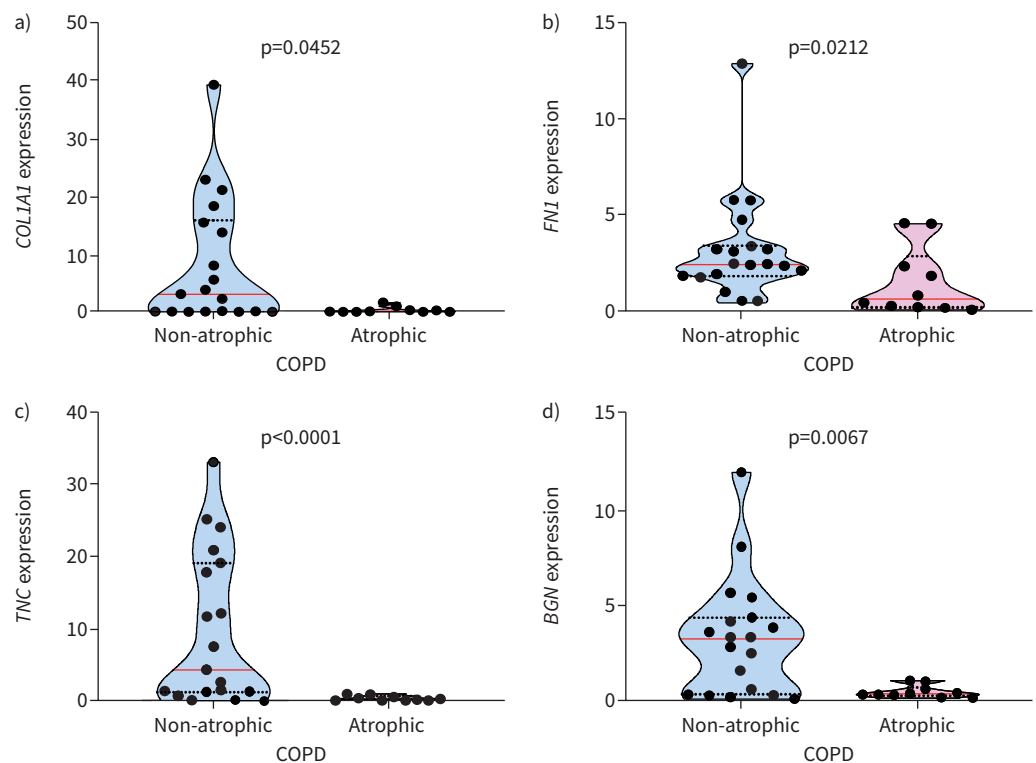 a)
COL1A1 expression
50
40
30
20
10
0
p=0.0452
Non-atrophic
Atrophic
COPD
b)
FN1 expression
15
10
5
0
p=0.0212
Non-atrophic
Atrophic
COPD
c)
TNC expression
40
30
20
10
0
p<0.0001
Non-atrophic
Atrophic
COPD
d)
BGN expression
15
10
5
0
p=0.0067
Non-atrophic
Atrophic
COPD